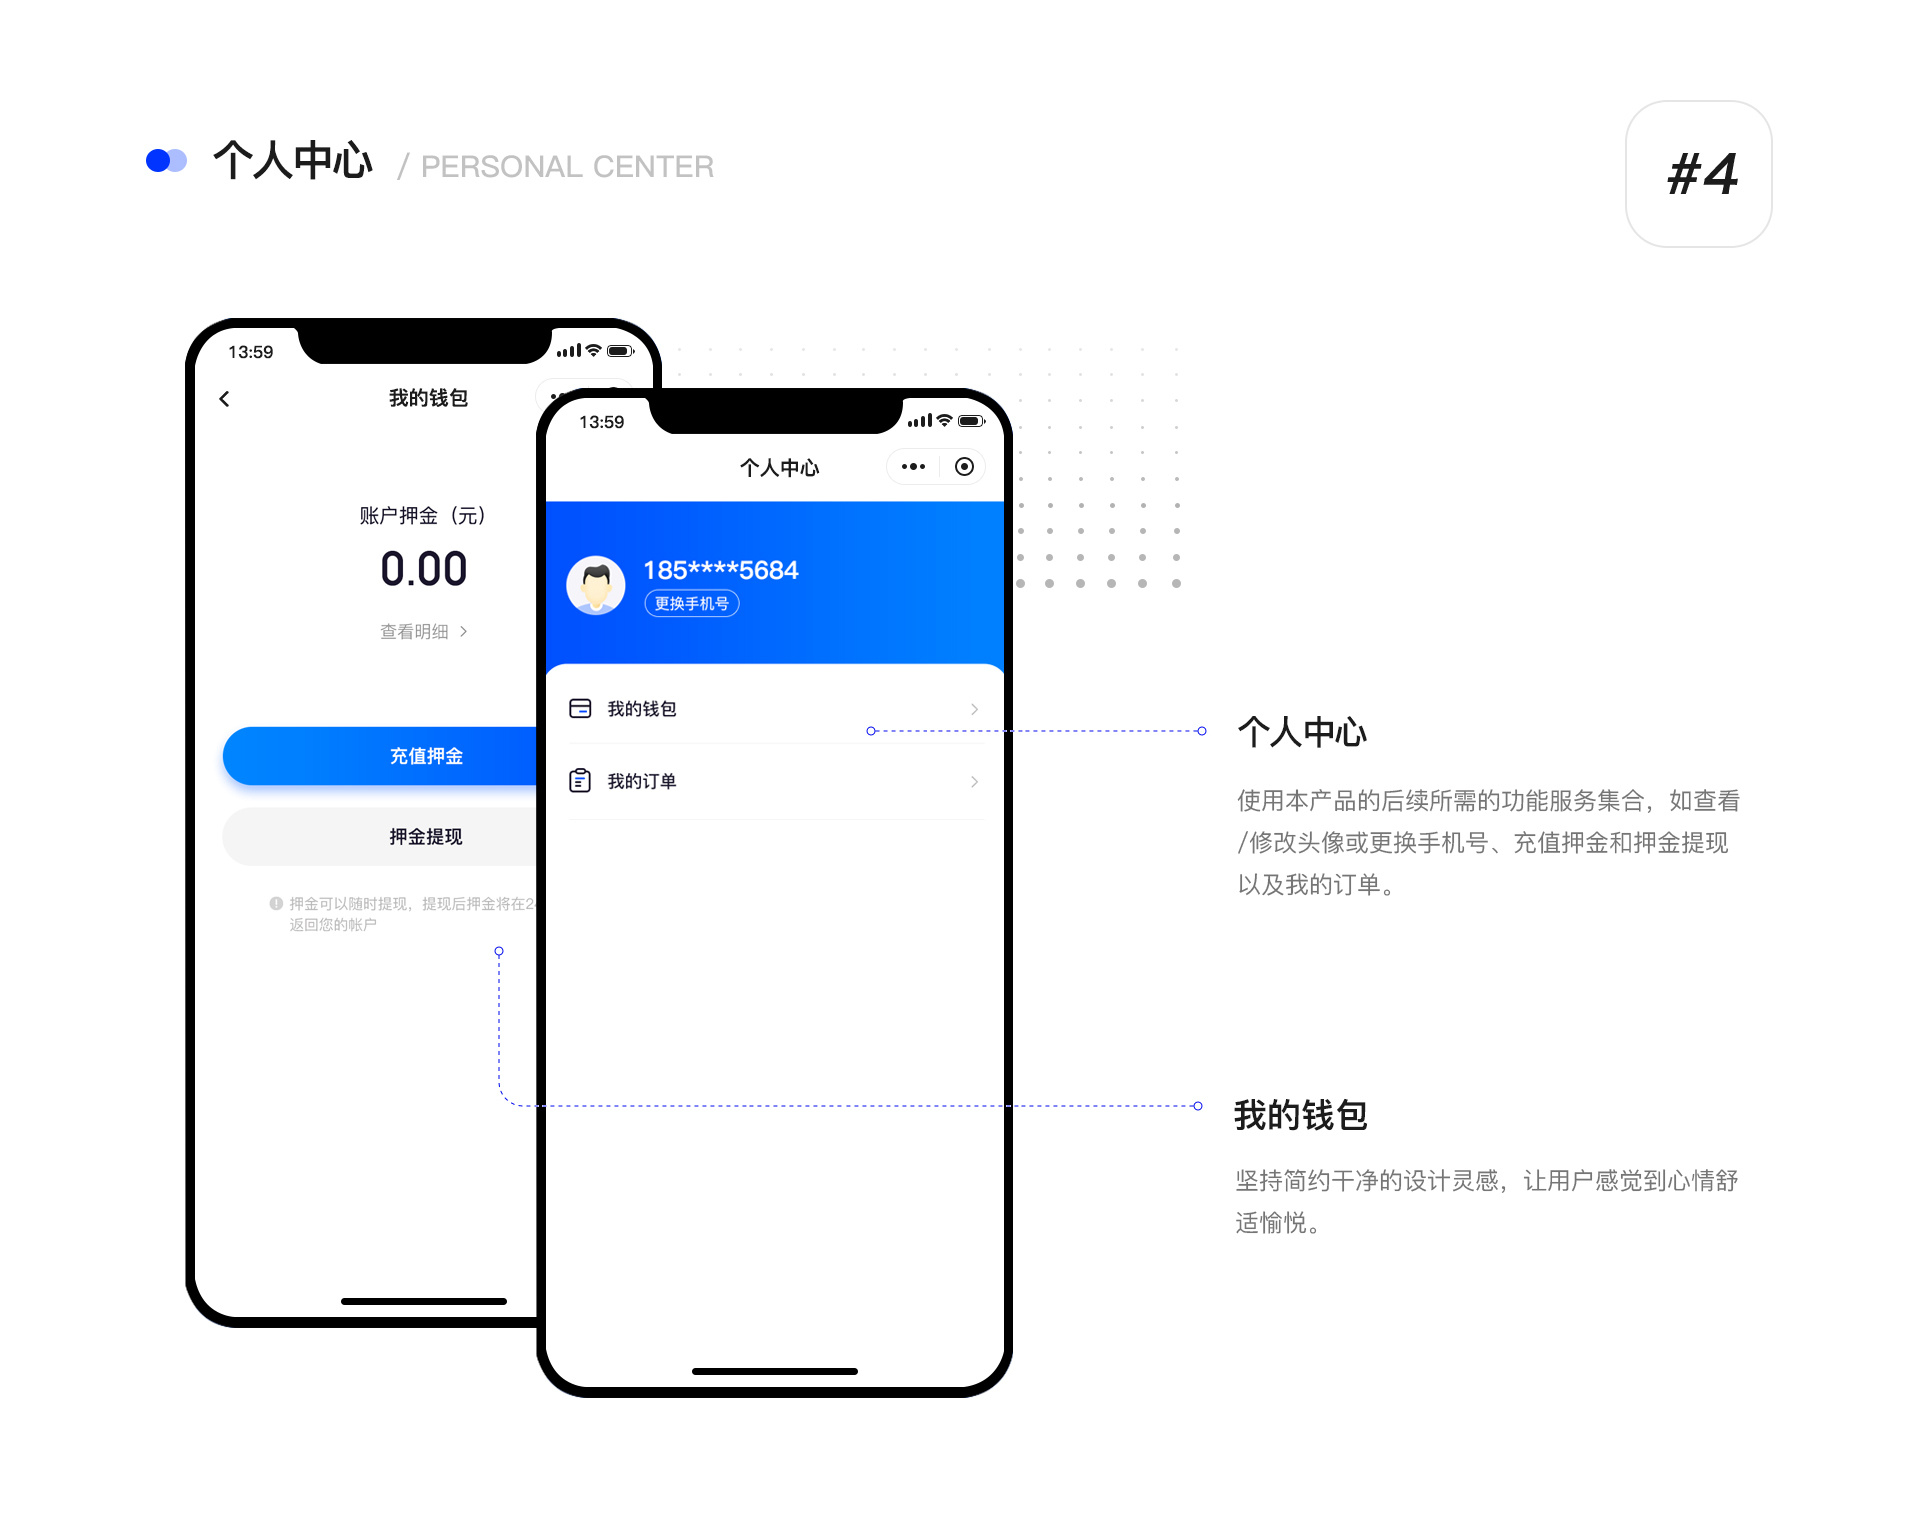 个人中心 / PERSONAL CENTER
#4
13:59
我的钱包
账户押金（元）
0.00
查看明细
充值押金
押金提现
押金可以随时提现，提现后押金将在2
返回您的帐户
13:59
个人中心
185****5684
更换手机号
我的钱包
我的订单
个人中心
使用本产品的后续所需的功能服务集合，如查看
/修改头像或更换手机号、充值押金和押金提现
以及我的订单。
我的钱包
坚持简约干净的设计灵感，让用户感觉到心情舒
适愉悦。